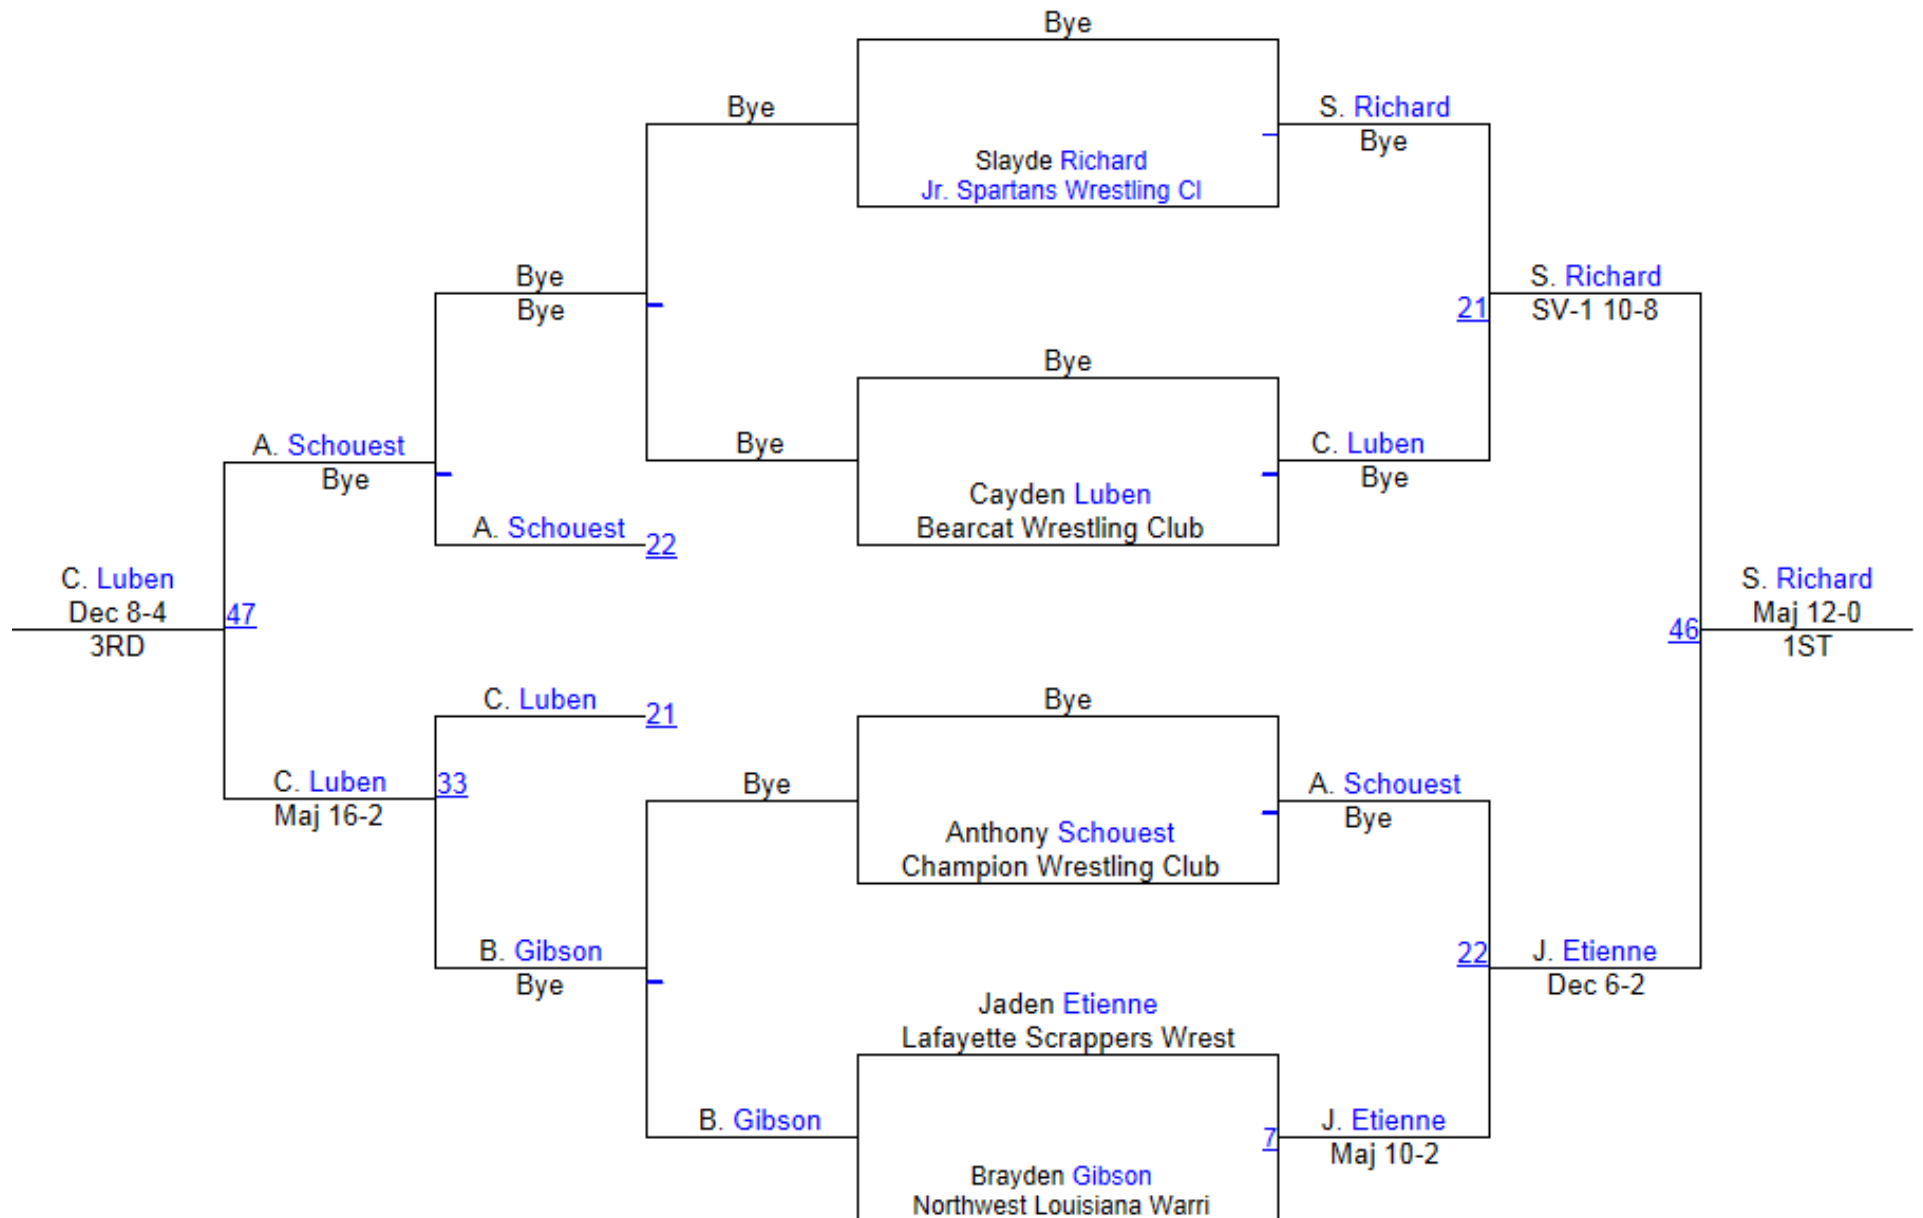 Bye
Bye
S. Richard
Bye
Slayde Richard
Jr. Spartans Wrestling Cl
Bye
Bye
S. Richard
21
SV-1 10-8
Bye
A. Schouest
Bye
Bye
C. Luben
Bye
Cayden Luben
Bearcat Wrestling Club
A. Schouest
22
C. Luben
Dec 8-4
3RD
47
S. Richard
Maj 12-0
1ST
46
C. Luben
21
Bye
C. Luben
33
Maj 16-2
Bye
A. Schouest
Bye
Anthony Schouest
Champion Wrestling Club
B. Gibson
Bye
22
J. Etienne
Dec 6-2
Jaden Etienne
Lafayette Scrappers Wrest
B. Gibson
7
J. Etienne
Maj 10-2
Brayden Gibson
Northwest Louisiana Warri